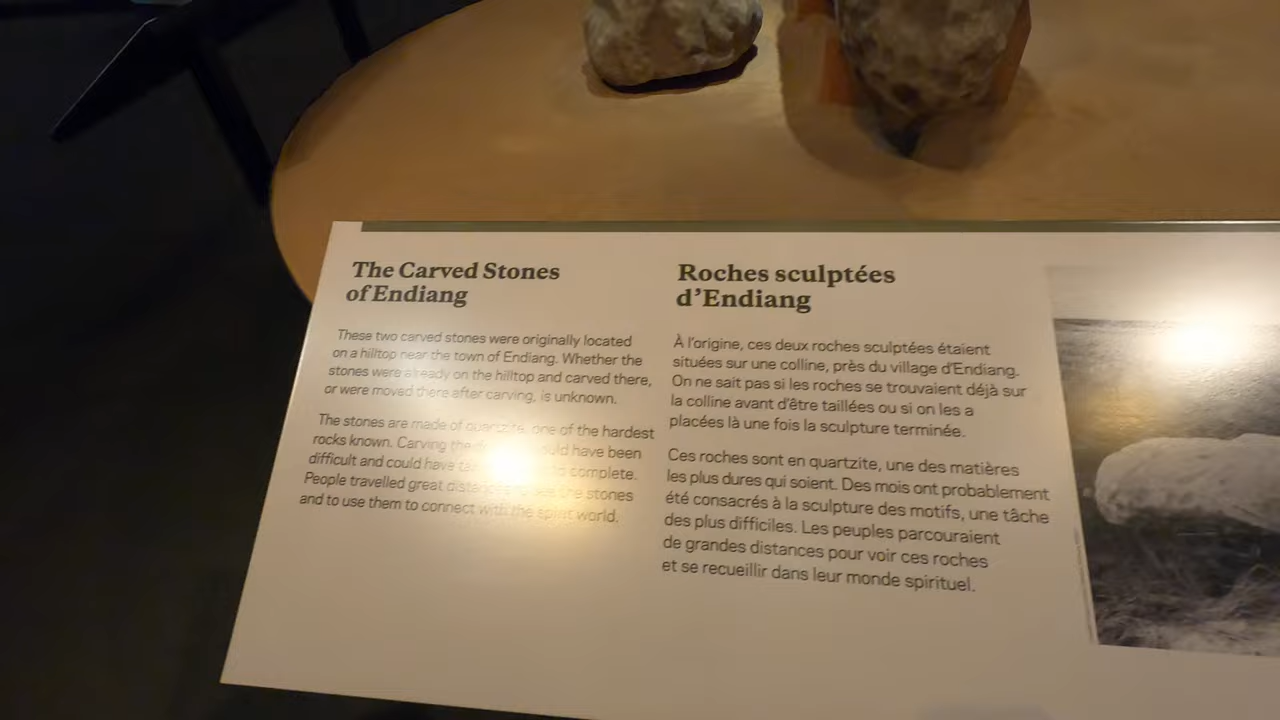 The Carved Stones
of Endiang
These two carved stones were originally located
on a hilltop near the town of Endiang. Whether the
stones were already on the hilltop and carved there,
or were moved there after carving, is unknown.
The stones are made of quartzite, one of the hardest
rocks known. Carving the could have been
difficult and could have to complete.
People travelled great distances the stones
and to use them to connect with the spirit world.
Roches sculptées
d'Endiang
À l'origine, ces deux roches sculptées étaient
situées sur une colline, près du village d'Endiang.
On ne sait pas si les roches se trouvaient déjà sur
la colline avant d'être taillées ou si on les a
placées là une fois la sculpture terminée.
Ces roches sont en quartzite, une des matières
les plus dures qui soient. Des mois ont probablement
été consacrés à la sculpture des motifs, une tâche
des plus difficiles. Les peuples parcouraient
de grandes distances pour voir ces roches
et se recueillir dans leur monde spirituel.